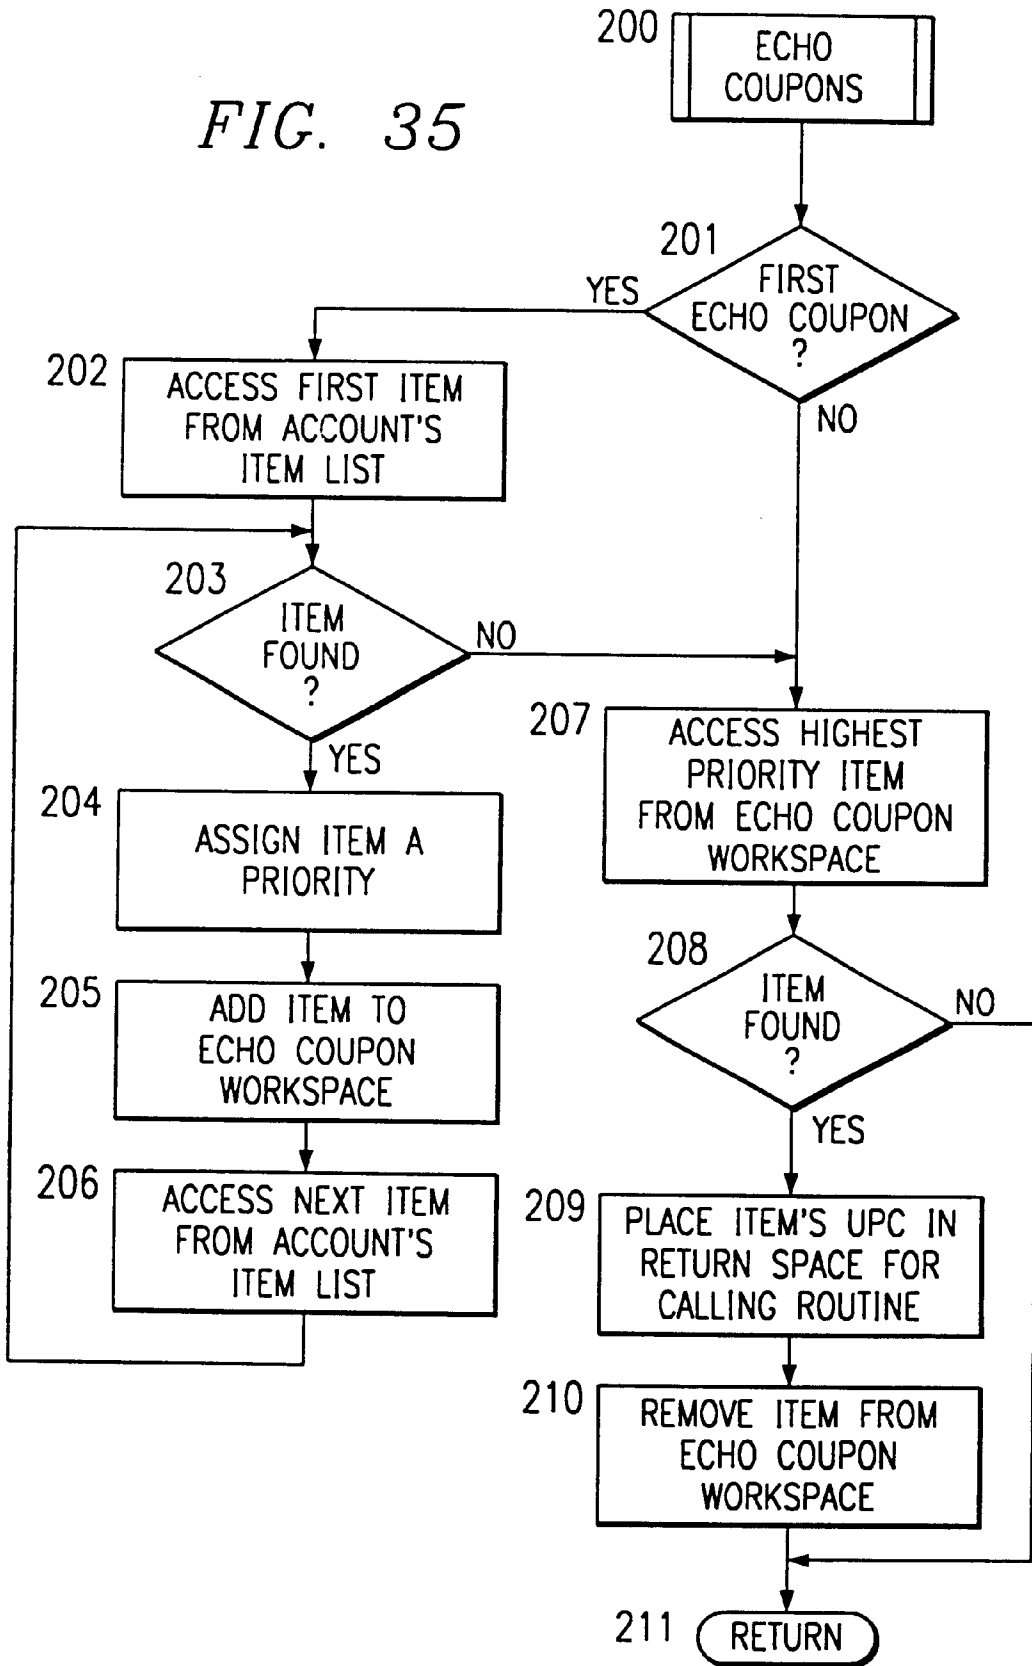 FIG. 35
200
ECHO
COUPONS
201
FIRST
ECHO COUPON
?
YES
NO
202
ACCESS FIRST ITEM
FROM ACCOUNT'S
ITEM LIST
203
ITEM
FOUND
?
NO
YES
204
ASSIGN ITEM A
PRIORITY
205
ADD ITEM TO
ECHO COUPON
WORKSPACE
206
ACCESS NEXT ITEM
FROM ACCOUNT'S
ITEM LIST
207
ACCESS HIGHEST
PRIORITY ITEM
FROM ECHO COUPON
WORKSPACE
208
ITEM
FOUND
?
NO
YES
209
PLACE ITEM'S UPC IN
RETURN SPACE FOR
CALLING ROUTINE
210
REMOVE ITEM FROM
ECHO COUPON
WORKSPACE
211
RETURN